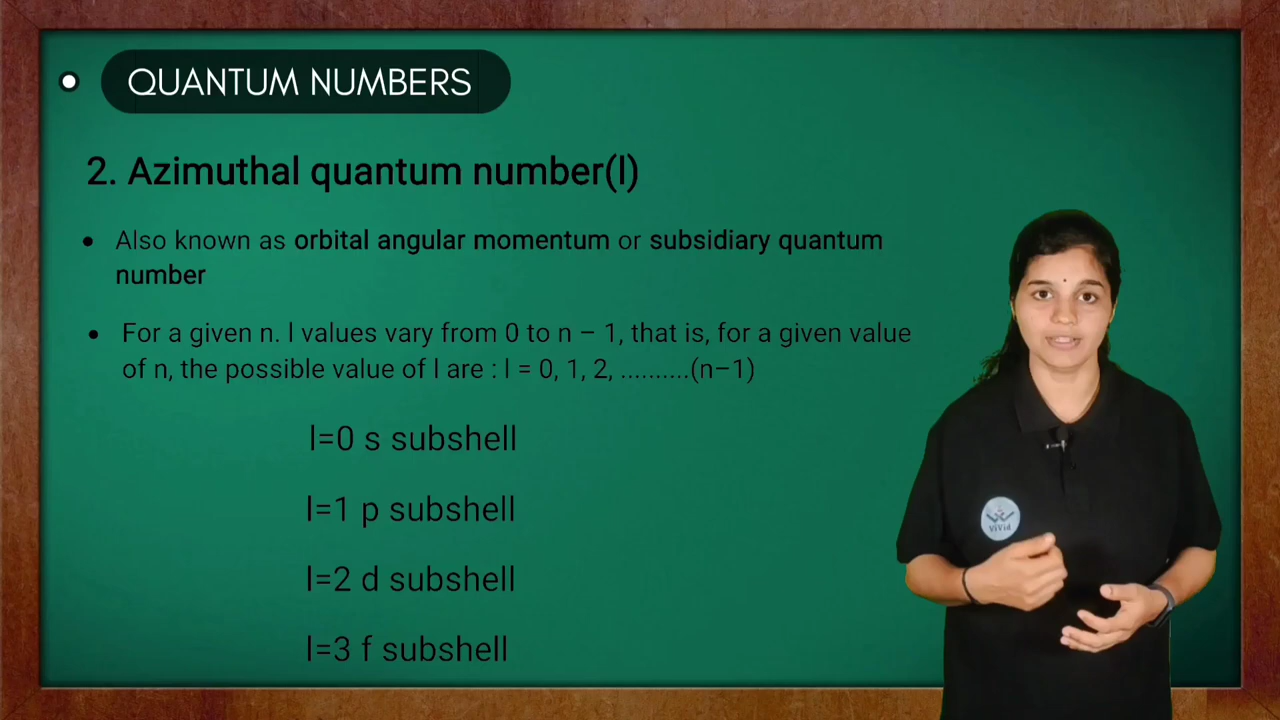 QUANTUM NUMBERS
2. Azimuthal quantum number(l)
Also known as orbital angular momentum or subsidiary quantum
number
For a given n. l values vary from 0 to n – 1, that is, for a given value
of n, the possible value of l are : l = 0, 1, 2, ..........(n–1)
l=0 s subshell
l=1 p subshell
l=2 d subshell
l=3 f subshell
ViVid